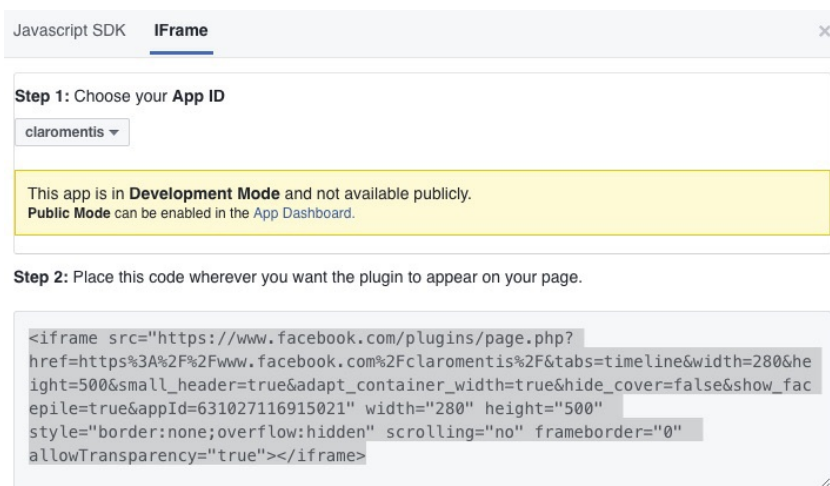 Javascript SDK IFrame ×
Step 1: Choose your App ID
claromentis
This app is in Development Mode and not available publicly.
Public Mode can be enabled in the App Dashboard.
Step 2: Place this code wherever you want the plugin to appear on your page.
<iframe src="https://www.facebook.com/plugins/page.php?
href=https%3A%2F%2Fwww.facebook.com%2Fclaromentis%2F&tabs=timeline&width=280&he
ight=500&small_header=true&adapt_container_width=true&hide_cover=false&show_fac
epile=true&appId=631027116915021" width="280" height="500"
style="border:none;overflow:hidden" scrolling="no" frameborder="0"
allowTransparency="true"></iframe>